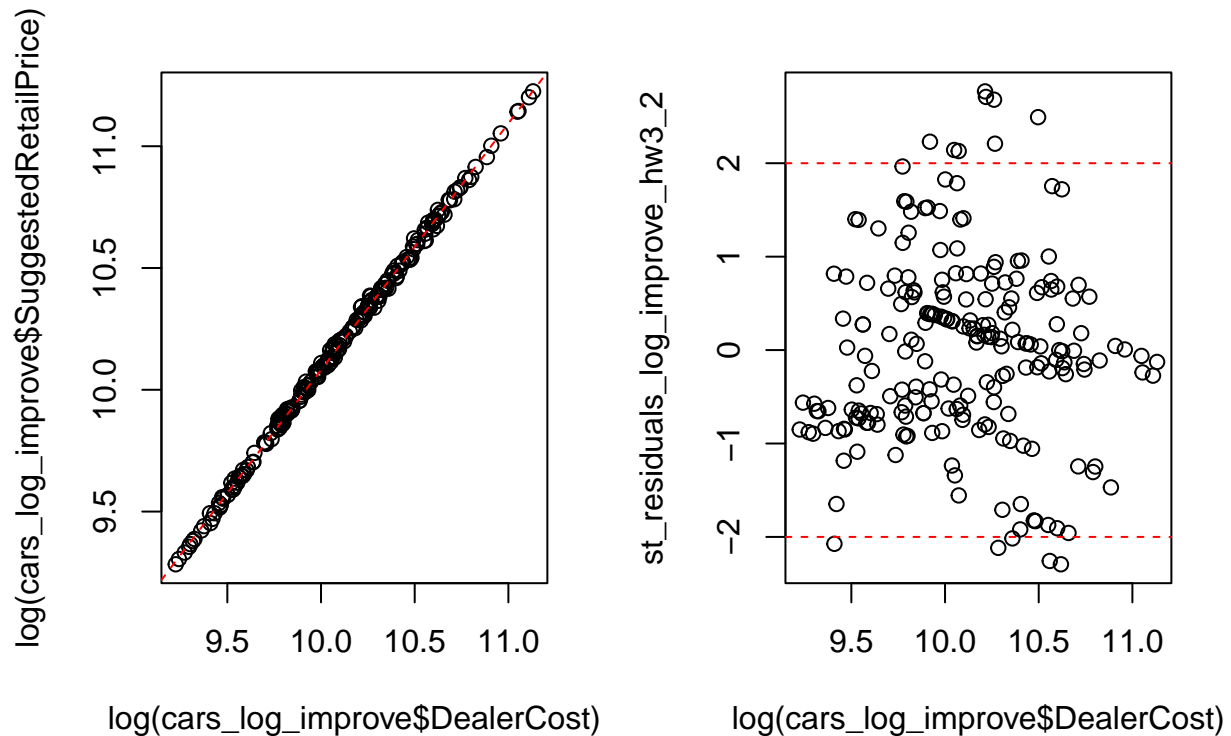 log(cars_log_improve$SuggestedRetailPrice)
11.0
10.5
10.0
9.5
9.5 10.0 10.5 11.0
log(cars_log_improve$DealerCost)
st_residuals_log_improve_hw3_2
2
1
0
−1
−2
9.5 10.0 10.5 11.0
log(cars_log_improve$DealerCost)